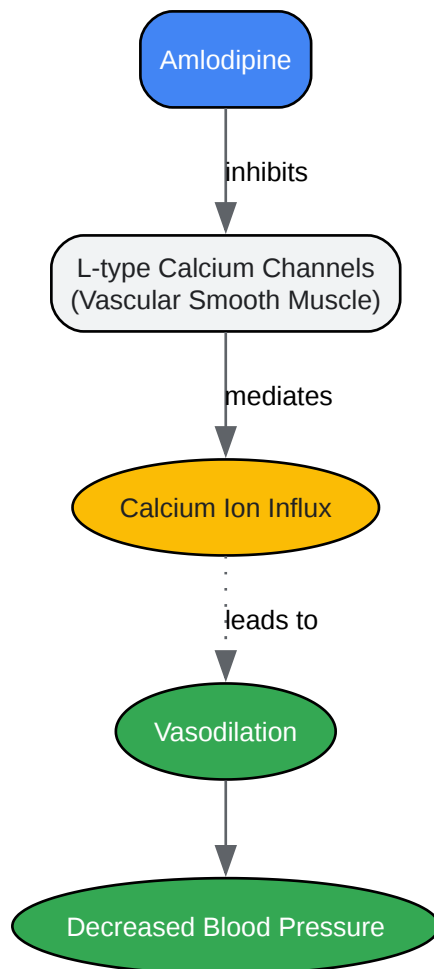 Amlodipine
inhibits
L-type Calcium Channels
(Vascular Smooth Muscle)
mediates
Calcium Ion Influx
leads to
Vasodilation
Decreased Blood Pressure